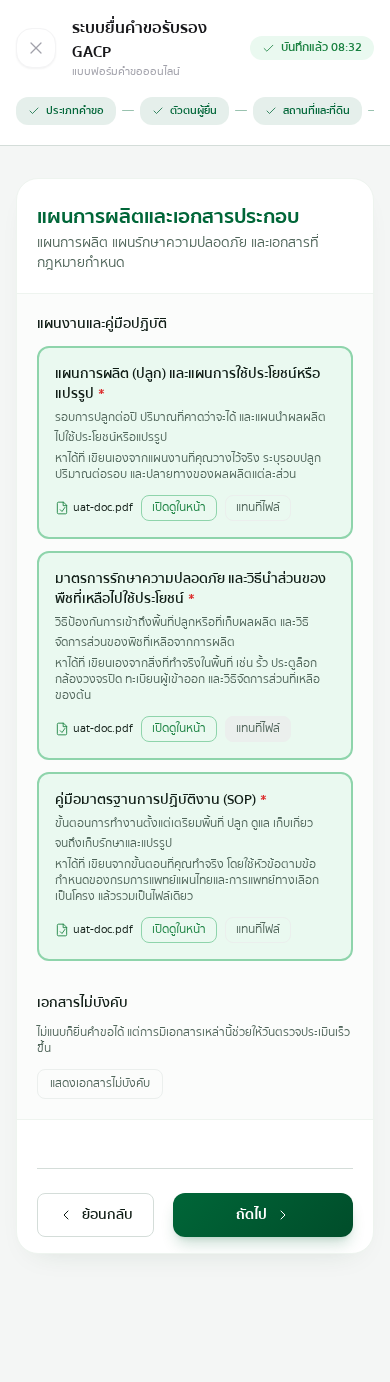 ระบบยื่นคำขอรับรอง
GACP
แบบฟอร์มคำขอออนไลน์
บันทึกแล้ว 08:32
ประเภทคำขอ
ตัวตนผู้ยื่น
สถานที่และที่ดิน
แผนการผลิตและเอกสารประกอบ
แผนการผลิต แผนรักษาความปลอดภัย และเอกสารที่
กฎหมายกำหนด
แผนงานและคู่มือปฏิบัติ
แผนการผลิต (ปลูก) และแผนการใช้ประโยชน์หรือ
แปรรูป *
รอบการปลูกต่อปี ปริมาณที่คาดว่าจะได้ และแผนนำผลผลิต
ไปใช้ประโยชน์หรือแปรรูป
หาได้ที่ เขียนเองจากแผนงานที่คุณวางไว้จริง ระบุรอบปลูก
ปริมาณต่อรอบ และปลายทางของผลผลิตแต่ละส่วน
uat-doc.pdf
เปิดดูในหน้า
แทนที่ไฟล์
มาตรการรักษาความปลอดภัย และวิธีนำส่วนของ
พืชที่เหลือไปใช้ประโยชน์ *
วิธีป้องกันการเข้าถึงพื้นที่ปลูกหรือที่เก็บผลผลิต และวิธี
จัดการส่วนของพืชที่เหลือจากการผลิต
หาได้ที่ เขียนเองจากสิ่งที่ทำจริงในพื้นที่ เช่น รั้ว ประตูล็อก
กล้องวงจรปิด ทะเบียนผู้เข้าออก และวิธีจัดการส่วนที่เหลือ
ของต้น
uat-doc.pdf
เปิดดูในหน้า
แทนที่ไฟล์
คู่มือมาตรฐานการปฏิบัติงาน (SOP) *
ขั้นตอนการทำงานตั้งแต่เตรียมพื้นที่ ปลูก ดูแล เก็บเกี่ยว
จนถึงเก็บรักษาและแปรรูป
หาได้ที่ เขียนจากขั้นตอนที่คุณทำจริง โดยใช้หัวข้อตามข้อ
กำหนดของกรมการแพทย์แผนไทยและการแพทย์ทางเลือก
เป็นโครง แล้วรวมเป็นไฟล์เดียว
uat-doc.pdf
เปิดดูในหน้า
แทนที่ไฟล์
เอกสารไม่บังคับ
ไม่แนบก็ยื่นคำขอได้ แต่การมีเอกสารเหล่านี้ช่วยให้วันตรวจประเมินเร็ว
ขึ้น
แสดงเอกสารไม่บังคับ
ย้อนกลับ
ถัดไป